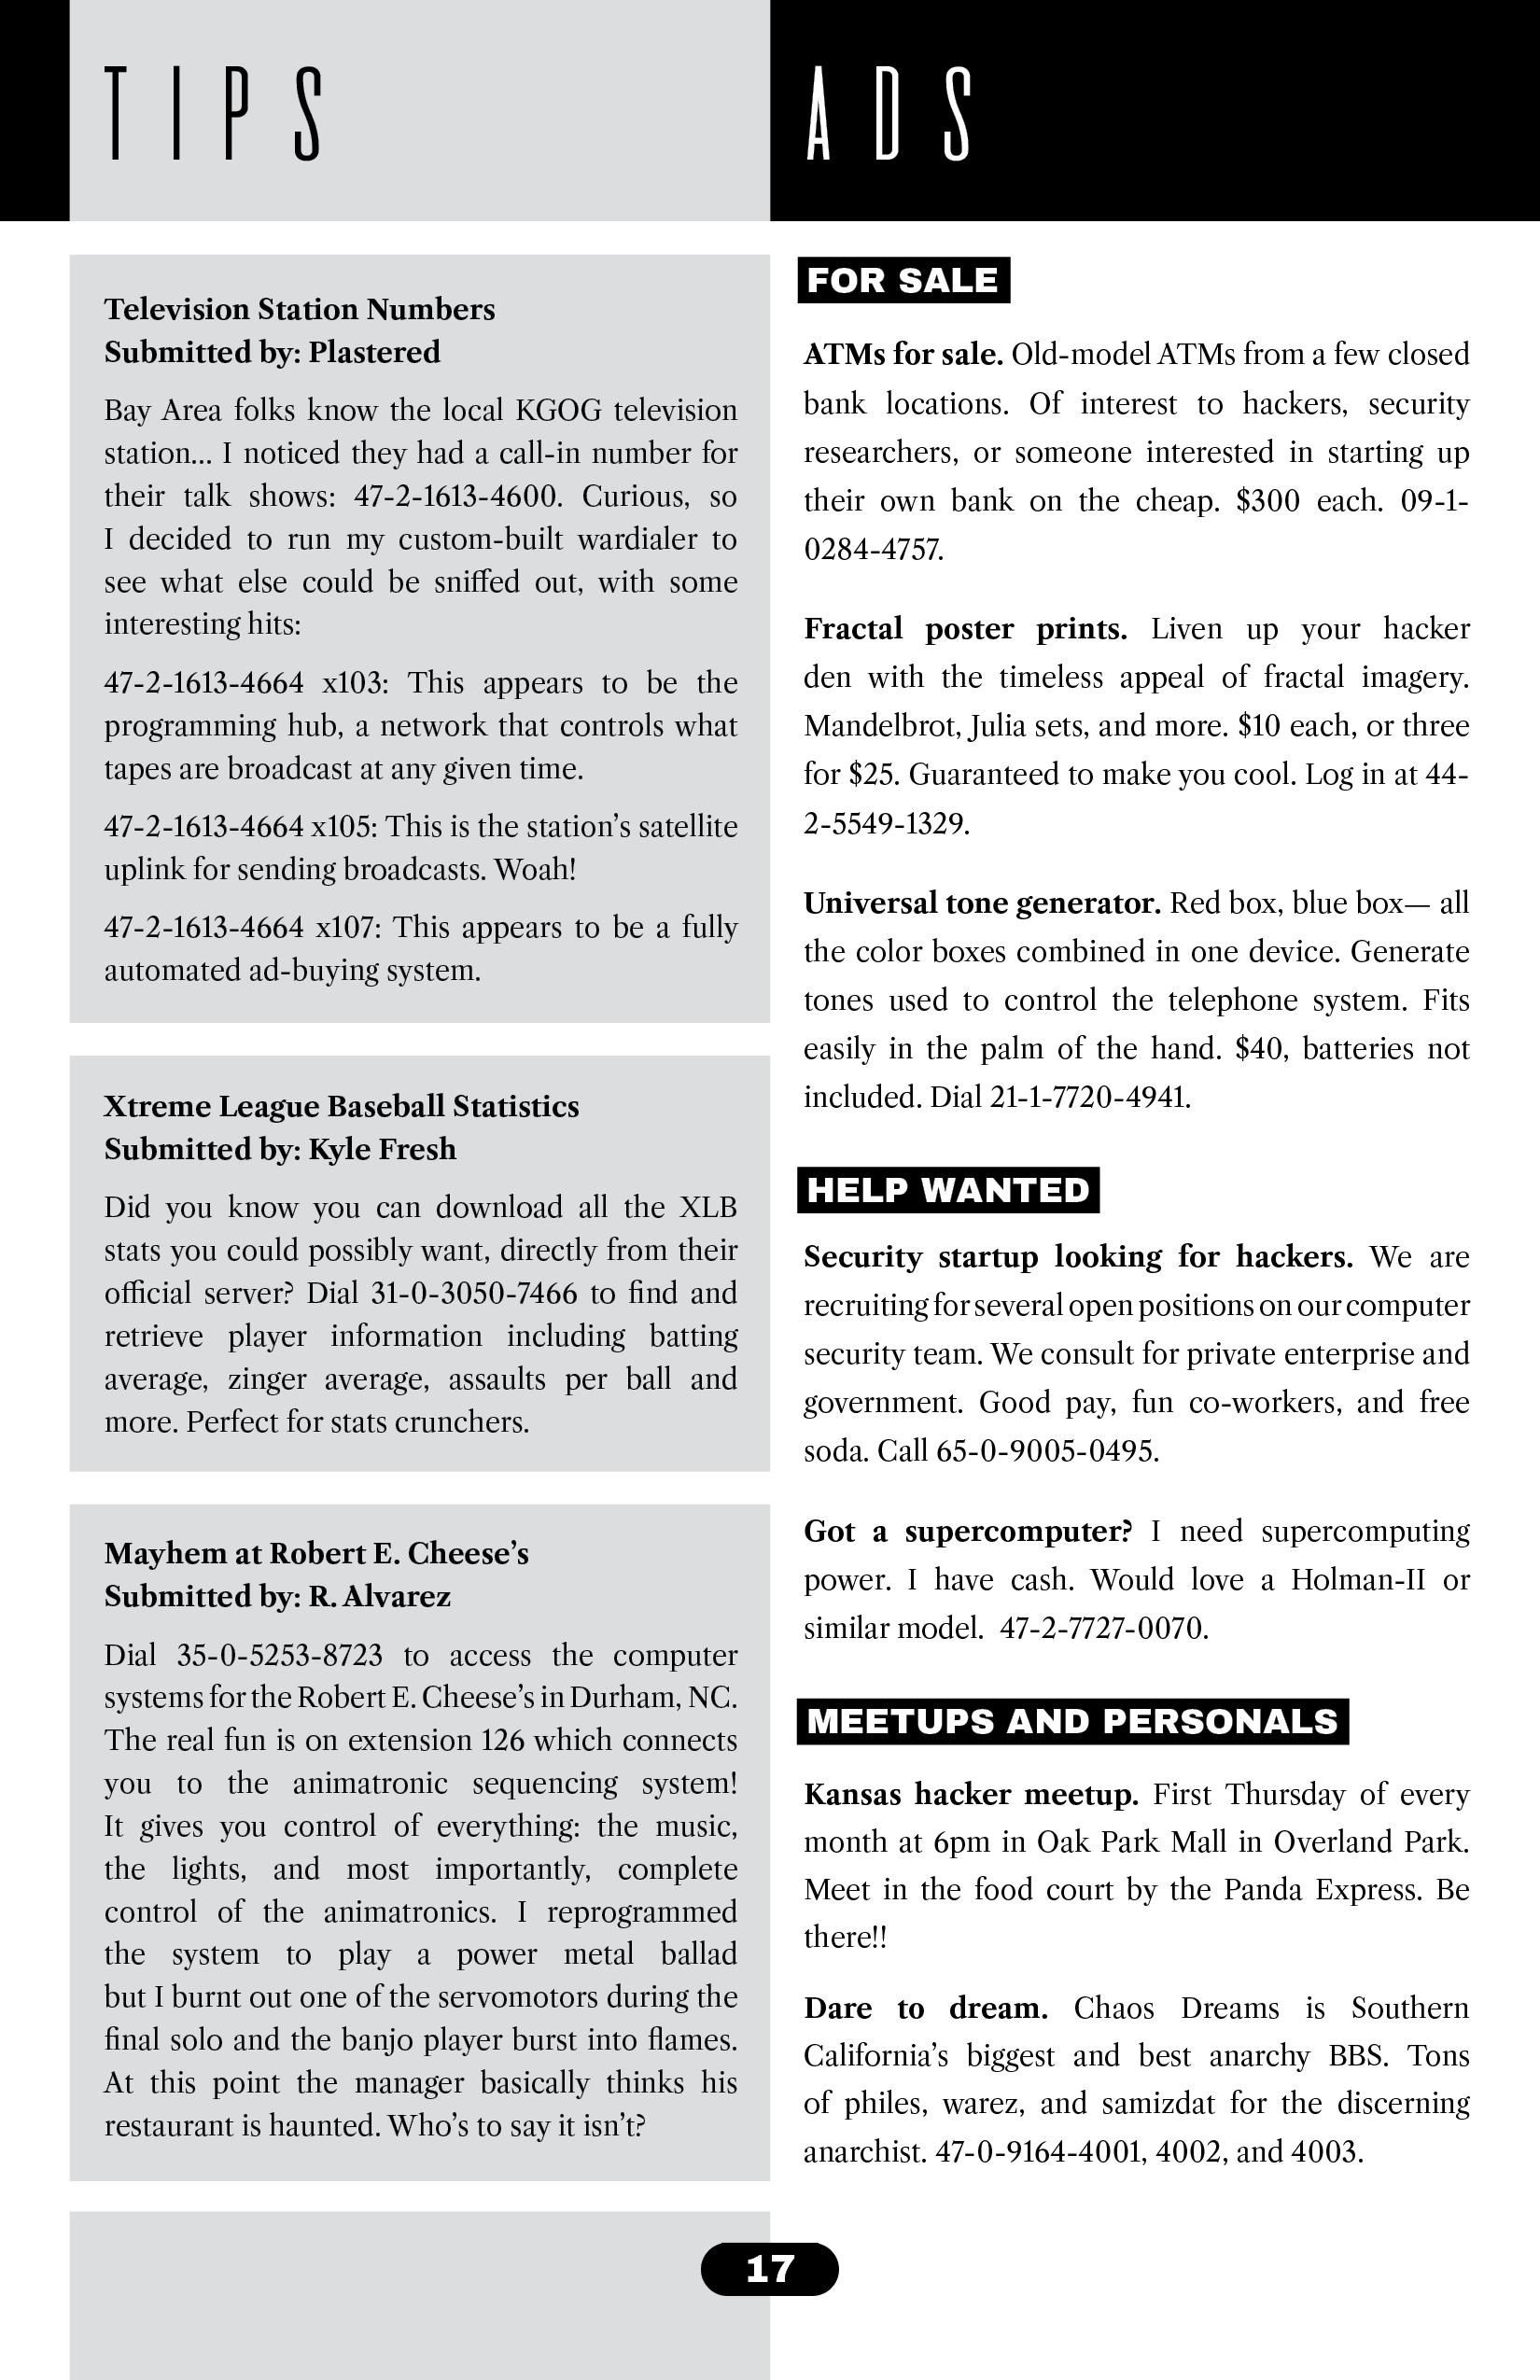 TIPS
Television Station Numbers
Submitted by: Plastered
Bay Area folks know the local KGOG television
station... I noticed they had a call-in number for
their talk shows: 47-2-1613-4600. Curious, so
I decided to run my custom-built wardialer to
see what else could be sniffed out, with some
interesting hits:
47-2-1613-4664 x103: This appears to be the
programming hub, a network that controls what
tapes are broadcast at any given time.
47-2-1613-4664 x105: This is the station’s satellite
uplink for sending broadcasts. Woah!
47-2-1613-4664 x107: This appears to be a fully
automated ad-buying system.
Xtreme League Baseball Statistics
Submitted by: Kyle Fresh
Did you know you can download all the XLB
stats you could possibly want, directly from their
official server? Dial 31-0-3050-7466 to find and
retrieve player information including batting
average, zinger average, assaults per ball and
more. Perfect for stats crunchers.
Mayhem at Robert E. Cheese’s
Submitted by: R. Alvarez
Dial 35-0-5253-8723 to access the computer
systems for the Robert E. Cheese’s in Durham, NC.
The real fun is on extension 126 which connects
you to the animatronic sequencing system!
It gives you control of everything: the music,
the lights, and most importantly, complete
control of the animatronics. I reprogrammed
the system to play a power metal ballad
but I burnt out one of the servomotors during the
final solo and the banjo player burst into flames.
At this point the manager basically thinks his
restaurant is haunted. Who’s to say it isn’t?
ADS
FOR SALE
ATMs for sale. Old-model ATMs from a few closed
bank locations. Of interest to hackers, security
researchers, or someone interested in starting up
their own bank on the cheap. $300 each. 09-1-
0284-4757.
Fractal poster prints. Liven up your hacker
den with the timeless appeal of fractal imagery.
Mandelbrot, Julia sets, and more. $10 each, or three
for $25. Guaranteed to make you cool. Log in at 44-
2-5549-1329.
Universal tone generator. Red box, blue box— all
the color boxes combined in one device. Generate
tones used to control the telephone system. Fits
easily in the palm of the hand. $40, batteries not
included. Dial 21-1-7720-4941.
HELP WANTED
Security startup looking for hackers. We are
recruiting for several open positions on our computer
security team. We consult for private enterprise and
government. Good pay, fun co-workers, and free
soda. Call 65-0-9005-0495.
Got a supercomputer? I need supercomputing
power. I have cash. Would love a Holman-II or
similar model. 47-2-7727-0070.
MEETUPS AND PERSONALS
Kansas hacker meetup. First Thursday of every
month at 6pm in Oak Park Mall in Overland Park.
Meet in the food court by the Panda Express. Be
there!!
Dare to dream. Chaos Dreams is Southern
California’s biggest and best anarchy BBS. Tons
of philes, warez, and samizdat for the discerning
anarchist. 47-0-9164-4001, 4002, and 4003.
17